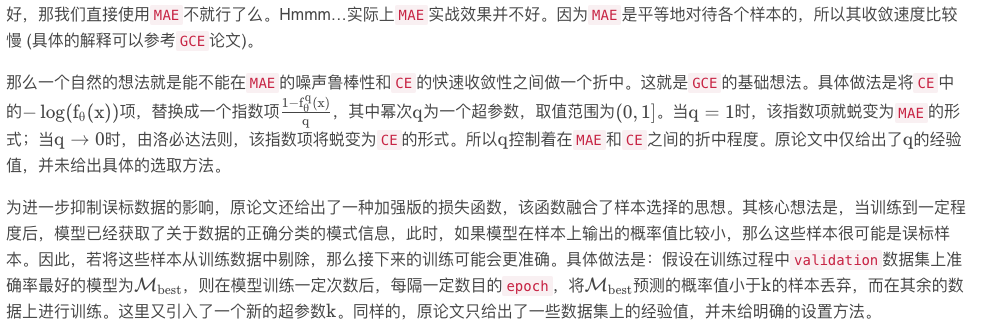 好，那我们直接使用 MAE 不就行了么。Hmmm…实际上 MAE 实战效果并不好。因为 MAE 是平等地对待各个样本的，所以其收敛速度比较
慢 (具体的解释可以参考 GCE 论文)。
那么一个自然的想法就是能不能在 MAE 的噪声鲁棒性和 CE 的快速收敛性之间做一个折中。这就是 GCE 的基础想法。具体做法是将 CE 中
的− log(f_θ(x))项，替换成一个指数项(1−f_θ^q(x))/q，其中幂次q为一个超参数，取值范围为(0, 1]。当q = 1时，该指数项就蜕变为 MAE 的形
式；当q → 0时，由洛必达法则，该指数项将蜕变为 CE 的形式。所以q控制着在 MAE 和 CE 之间的折中程度。原论文中仅给出了q的经验
值，并未给出具体的选取方法。
为进一步抑制误标数据的影响，原论文还给出了一种加强版的损失函数，该函数融合了样本选择的思想。其核心想法是，当训练到一定程
度后，模型已经获取了关于数据的正确分类的模式信息，此时，如果模型在样本上输出的概率值比较小，那么这些样本很可能是误标样
本。因此，若将这些样本从训练数据中剔除，那么接下来的训练可能会更准确。具体做法是：假设在训练过程中 validation 数据集上准
确率最好的模型为ℳ_best，则在模型训练一定次数后，每隔一定数目的 epoch ，将ℳ_best预测的概率值小于k的样本丢弃，而在其余的数
据上进行训练。这里又引入了一个新的超参数k。同样的，原论文只给出了一些数据集上的经验值，并未给明确的设置方法。